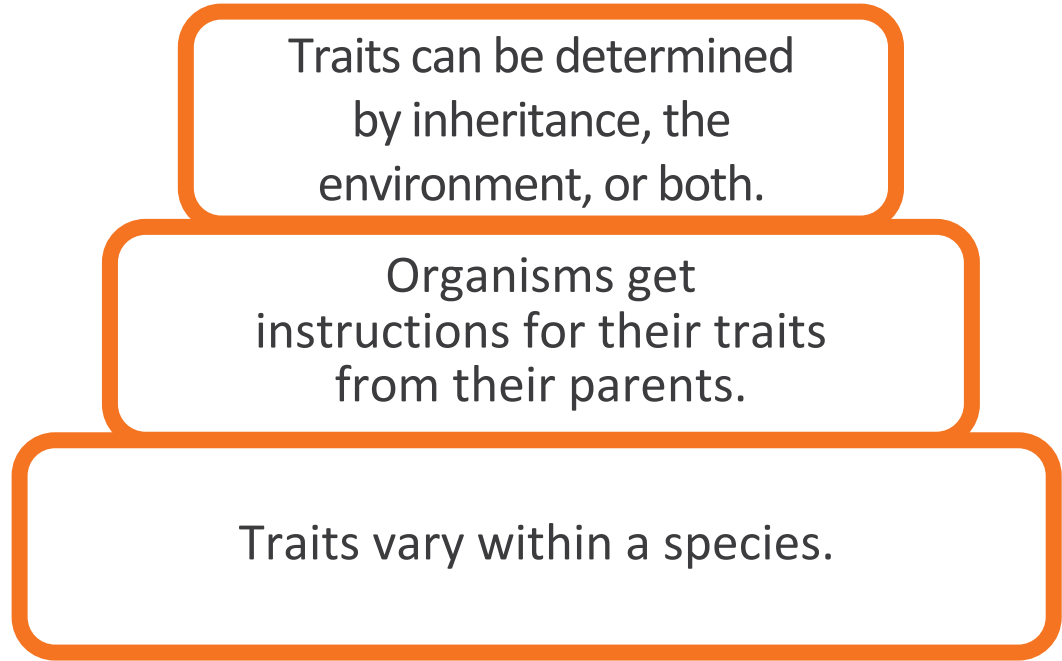 Traits can be determined
by inheritance, the
environment, or both.
Organisms get
instructions for their traits
from their parents.
Traits vary within a species.